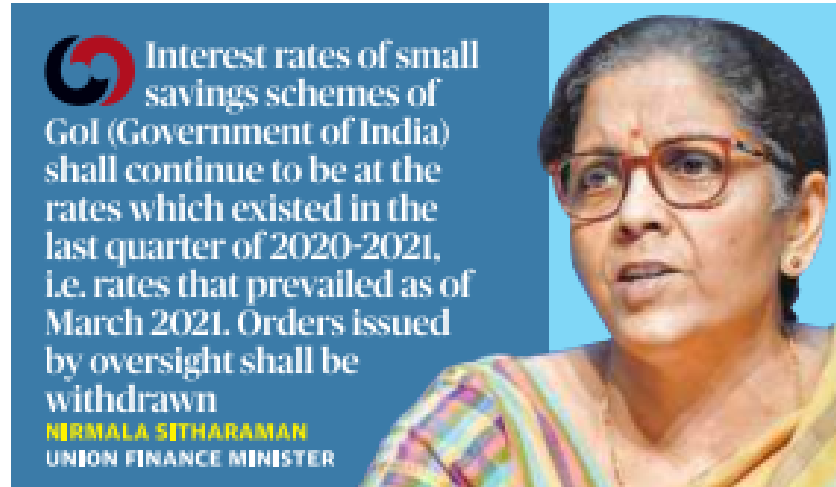 Interest rates of small
savings schemes of
GoI (Government of India)
shall continue to be at the
rates which existed in the
last quarter of 2020-2021,
i.e. rates that prevailed as of
March 2021. Orders issued
by oversight shall be
withdrawn
NIRMALA SITHARAMAN
UNION FINANCE MINISTER